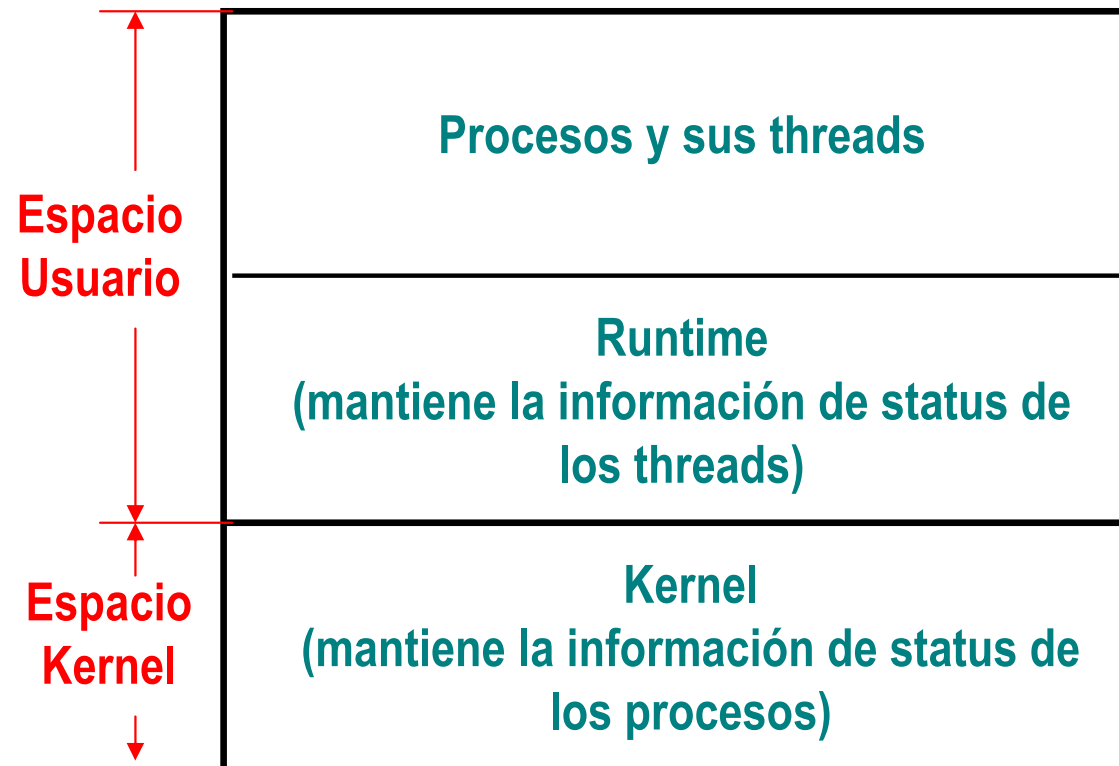 Procesos y sus threads
Espacio
Usuario
Runtime
(mantiene la información de status de
los threads)
Espacio
Kernel
Kernel
(mantiene la información de status de
los procesos)